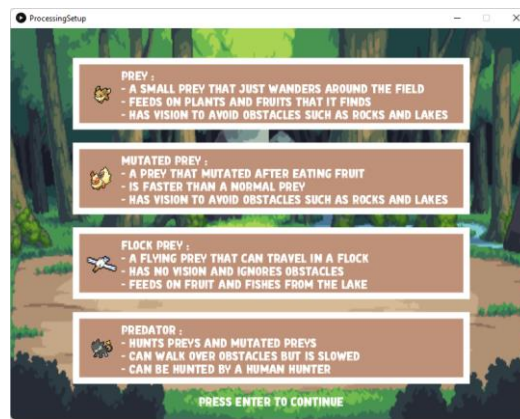 ProcessingSetup
PREY :
- A SMALL PREY THAT JUST WANDERS AROUND THE FIELD
- FEEDS ON PLANTS AND FRUITS THAT IT FINDS
- HAS VISION TO AVOID OBSTACLES SUCH AS ROCKS AND LAKES
MUTATED PREY :
- A PREY THAT MUTATED AFTER EATING FRUIT
- IS FASTER THAN A NORMAL PREY
- HAS VISION TO AVOID OBSTACLES SUCH AS ROCKS AND LAKES
FLOCK PREY :
- A FLYING PREY THAT CAN TRAVEL IN A FLOCK
- HAS NO VISION AND IGNORES OBSTACLES
- FEEDS ON FRUIT AND FISHES FROM THE LAKE
PREDATOR :
- HUNTS PREYS AND MUTATED PREYS
- CAN WALK OVER OBSTACLES BUT IS SLOWED
- CAN BE HUNTED BY A HUMAN HUNTER
PRESS ENTER TO CONTINUE